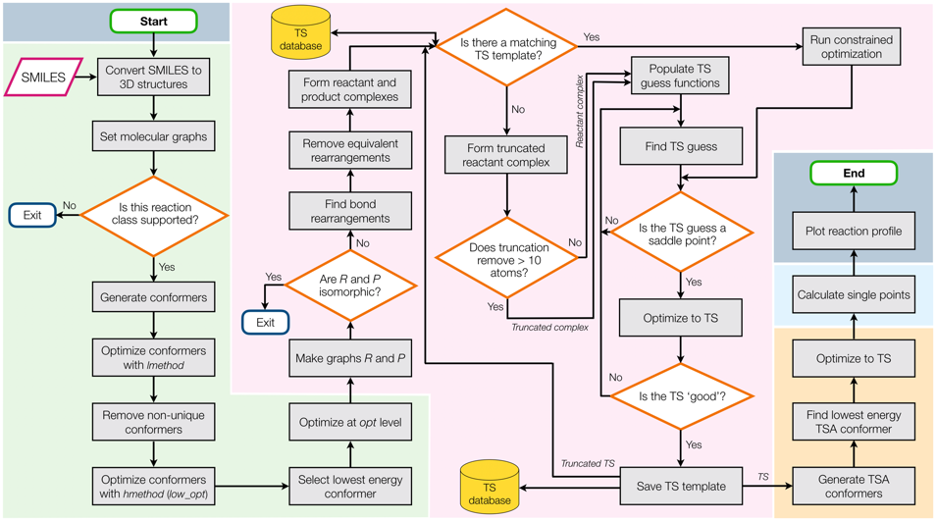 Start
SMILES
Convert SMILES to
3D structures
Set molecular graphs
Is this reaction
class supported?
No
Exit
Yes
Generate conformers
Optimize conformers
with lmethod
Remove non-unique
conformers
Optimize conformers
with hmethod (low_opt)
Select lowest energy
conformer
Optimize at opt level
Make graphs R and P
Are R and P
isomorphic?
Yes
Exit
No
Find bond
rearrangements
Remove equivalent
rearrangements
Form reactant and
product complexes
TS
database
Is there a matching
TS template?
Yes
Run constrained
optimization
No
Form truncated
reactant complex
Does truncation
remove > 10
atoms?
No
Reactant complex
Yes
Truncated complex
Populate TS
guess functions
Find TS guess
Is the TS guess a
saddle point?
No
Yes
Optimize to TS
Is the TS ‘good’?
No
Yes
Save TS template
Truncated TS
TS
database
TS
Generate TSA
conformers
Find lowest energy
TSA conformer
Optimize to TS
Calculate single points
Plot reaction profile
End